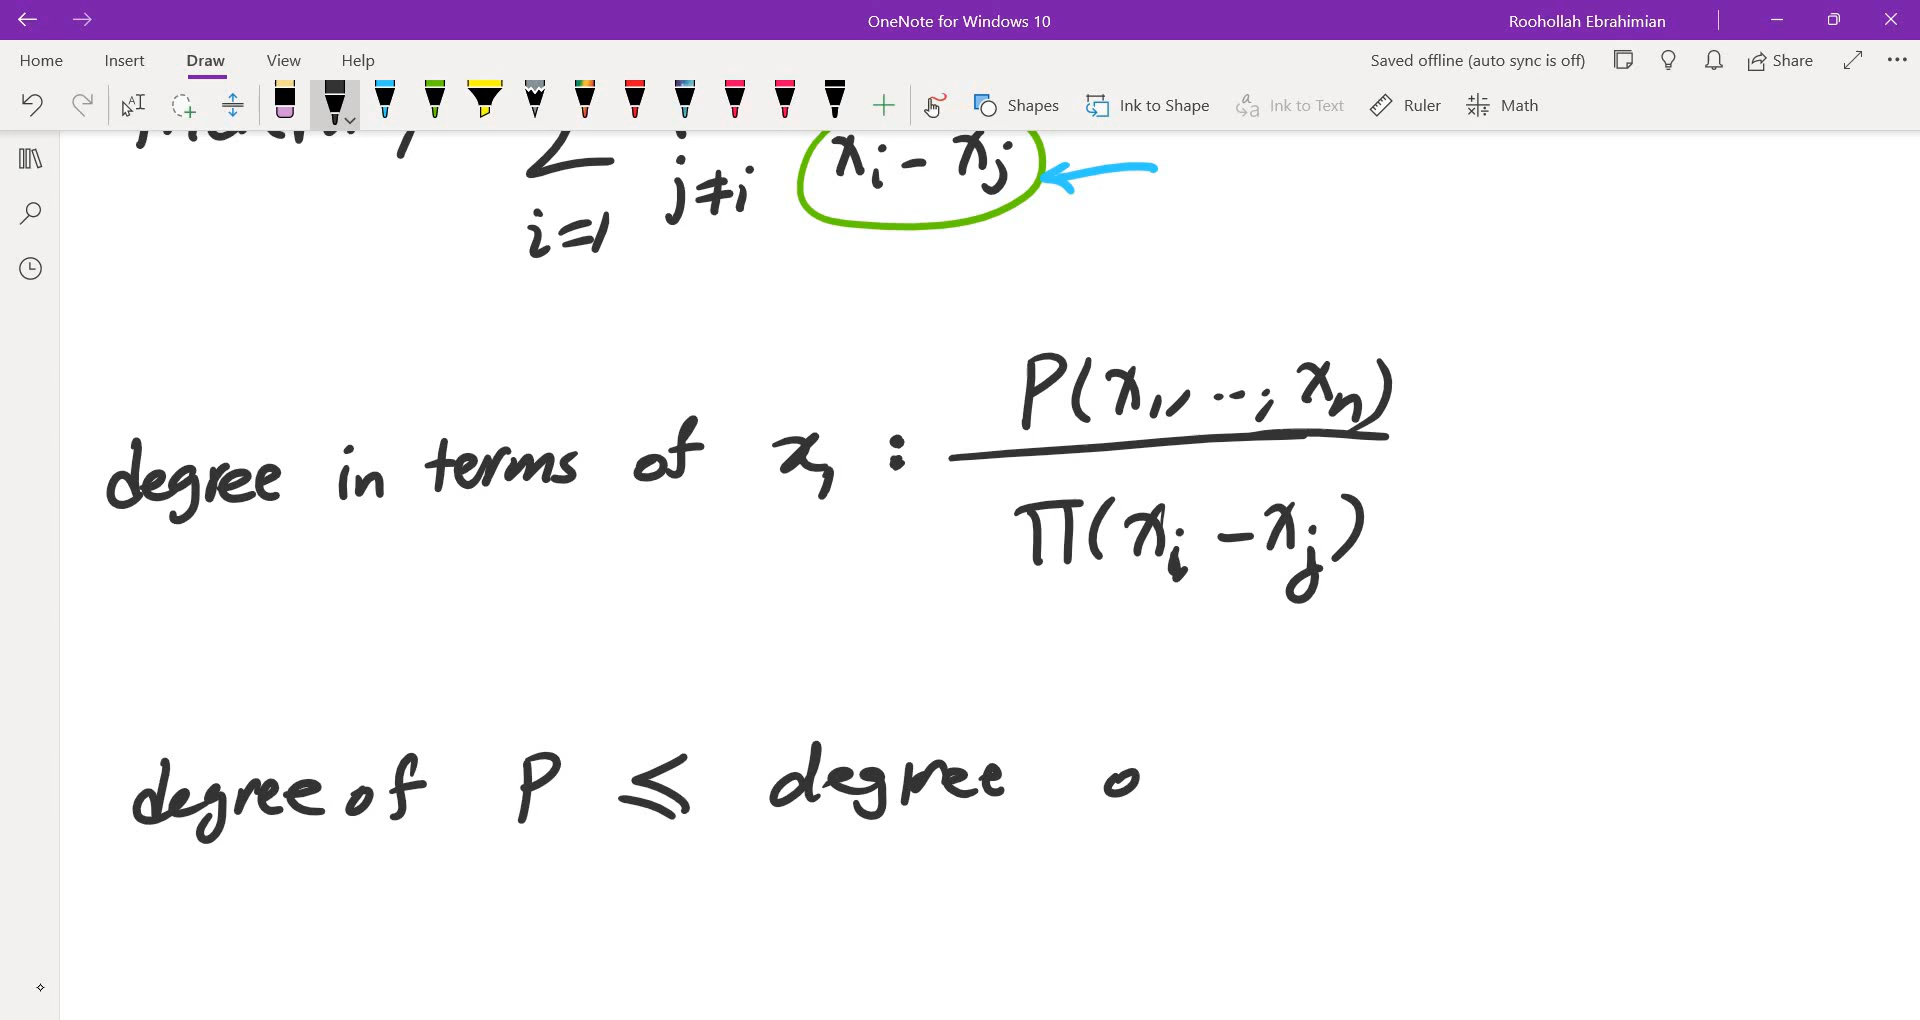 OneNote for Windows 10
Roohollah Ebrahimian
Home Insert Draw View Help
Saved offline (auto sync is off) Share
Shapes Ink to Shape Ink to Text Ruler Math
∑ j≠i xᵢ - xⱼ
i=1
P(x₁, ..., xₙ)
degree in terms of x₁ :
Π(xᵢ - xⱼ)
degree of P ≤ degree o